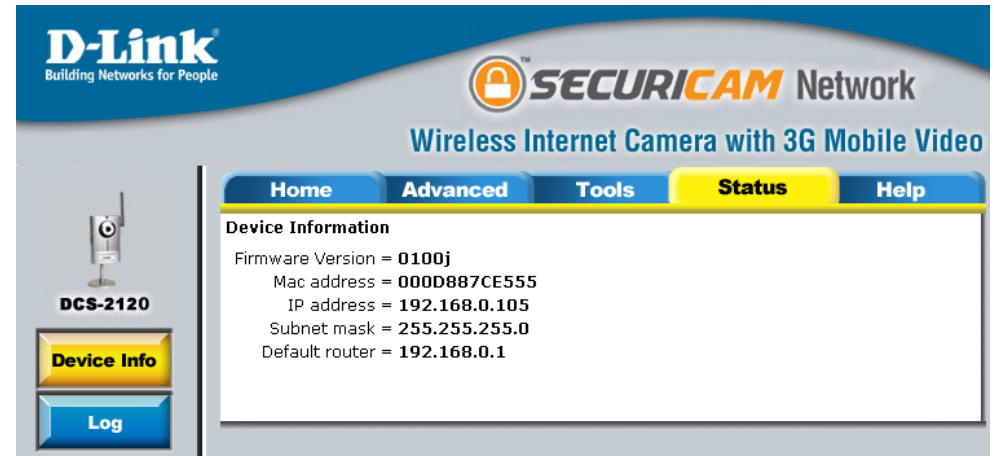 D-Link®
Building Networks for People
SECURICAM™ Network
Wireless Internet Camera with 3G Mobile Video
Home Advanced Tools Status Help
DCS-2120
Device Info
Log
Device Information
Firmware Version = 0100j
Mac address = 000D887CE555
IP address = 192.168.0.105
Subnet mask = 255.255.255.0
Default router = 192.168.0.1